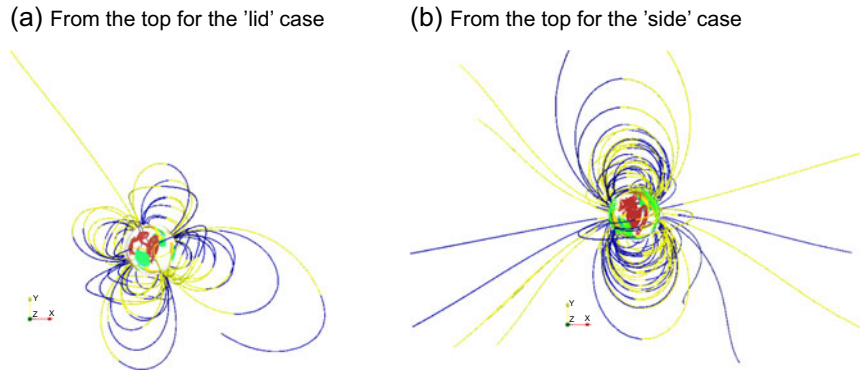 (a) From the top for the 'lid' case
(b) From the top for the 'side' case
Y
Z X
Y
Z X